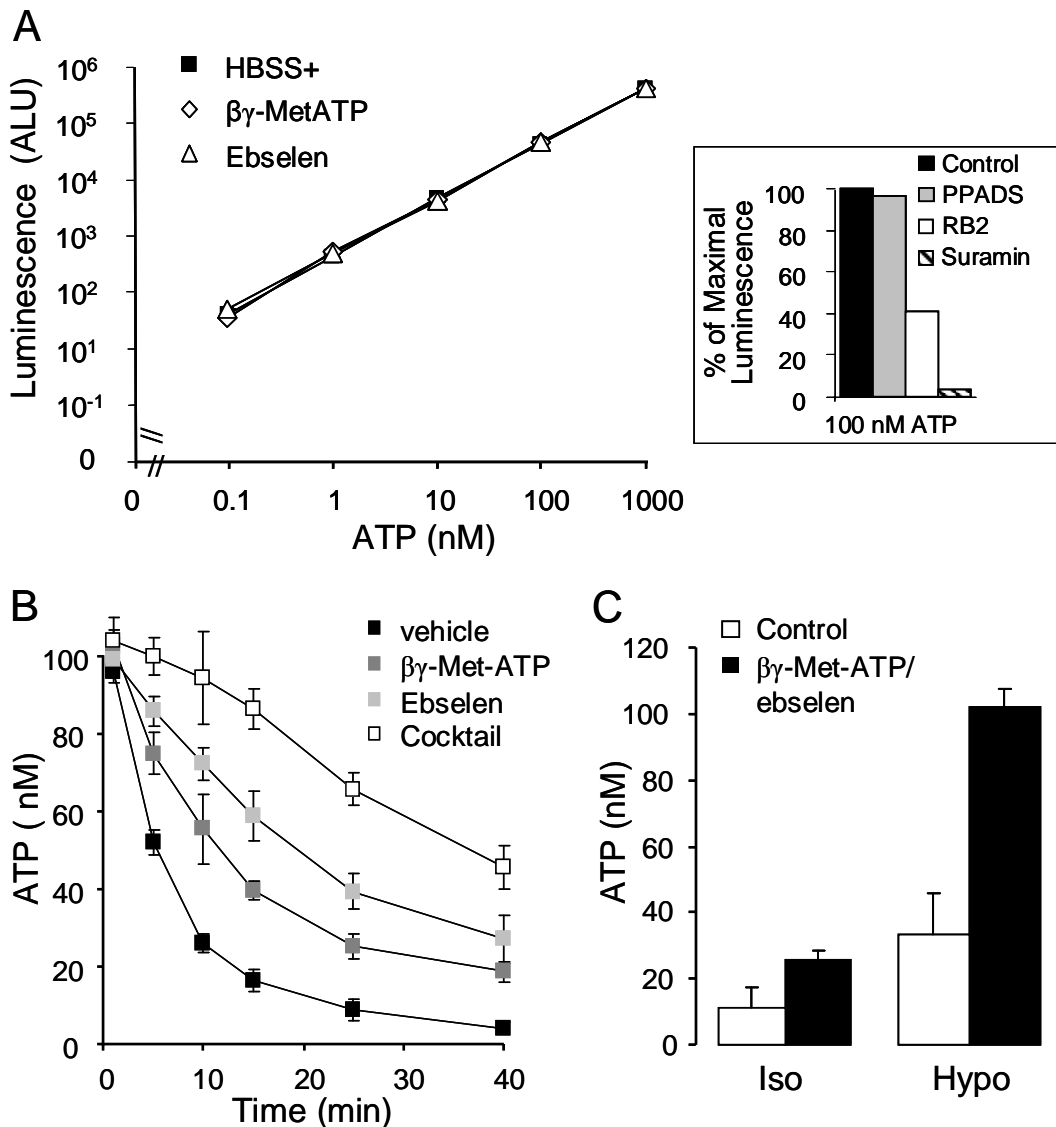 A
Luminescence (ALU)
10⁶
10⁵
10⁴
10³
10²
10¹
10⁻¹
0
HBSS+
βγ-MetATP
Ebselen
0 0.1 1 10 100 1000
ATP (nM)
% of Maximal
Luminescence
100
80
60
40
20
0
Control
PPADS
RB2
Suramin
100 nM ATP
B
ATP ( nM)
100
80
60
40
20
0
vehicle
βγ-Met-ATP
Ebselen
Cocktail
0 10 20 30 40
Time (min)
C
ATP (nM)
120
100
80
60
40
20
0
Control
βγ-Met-ATP/
ebselen
Iso Hypo